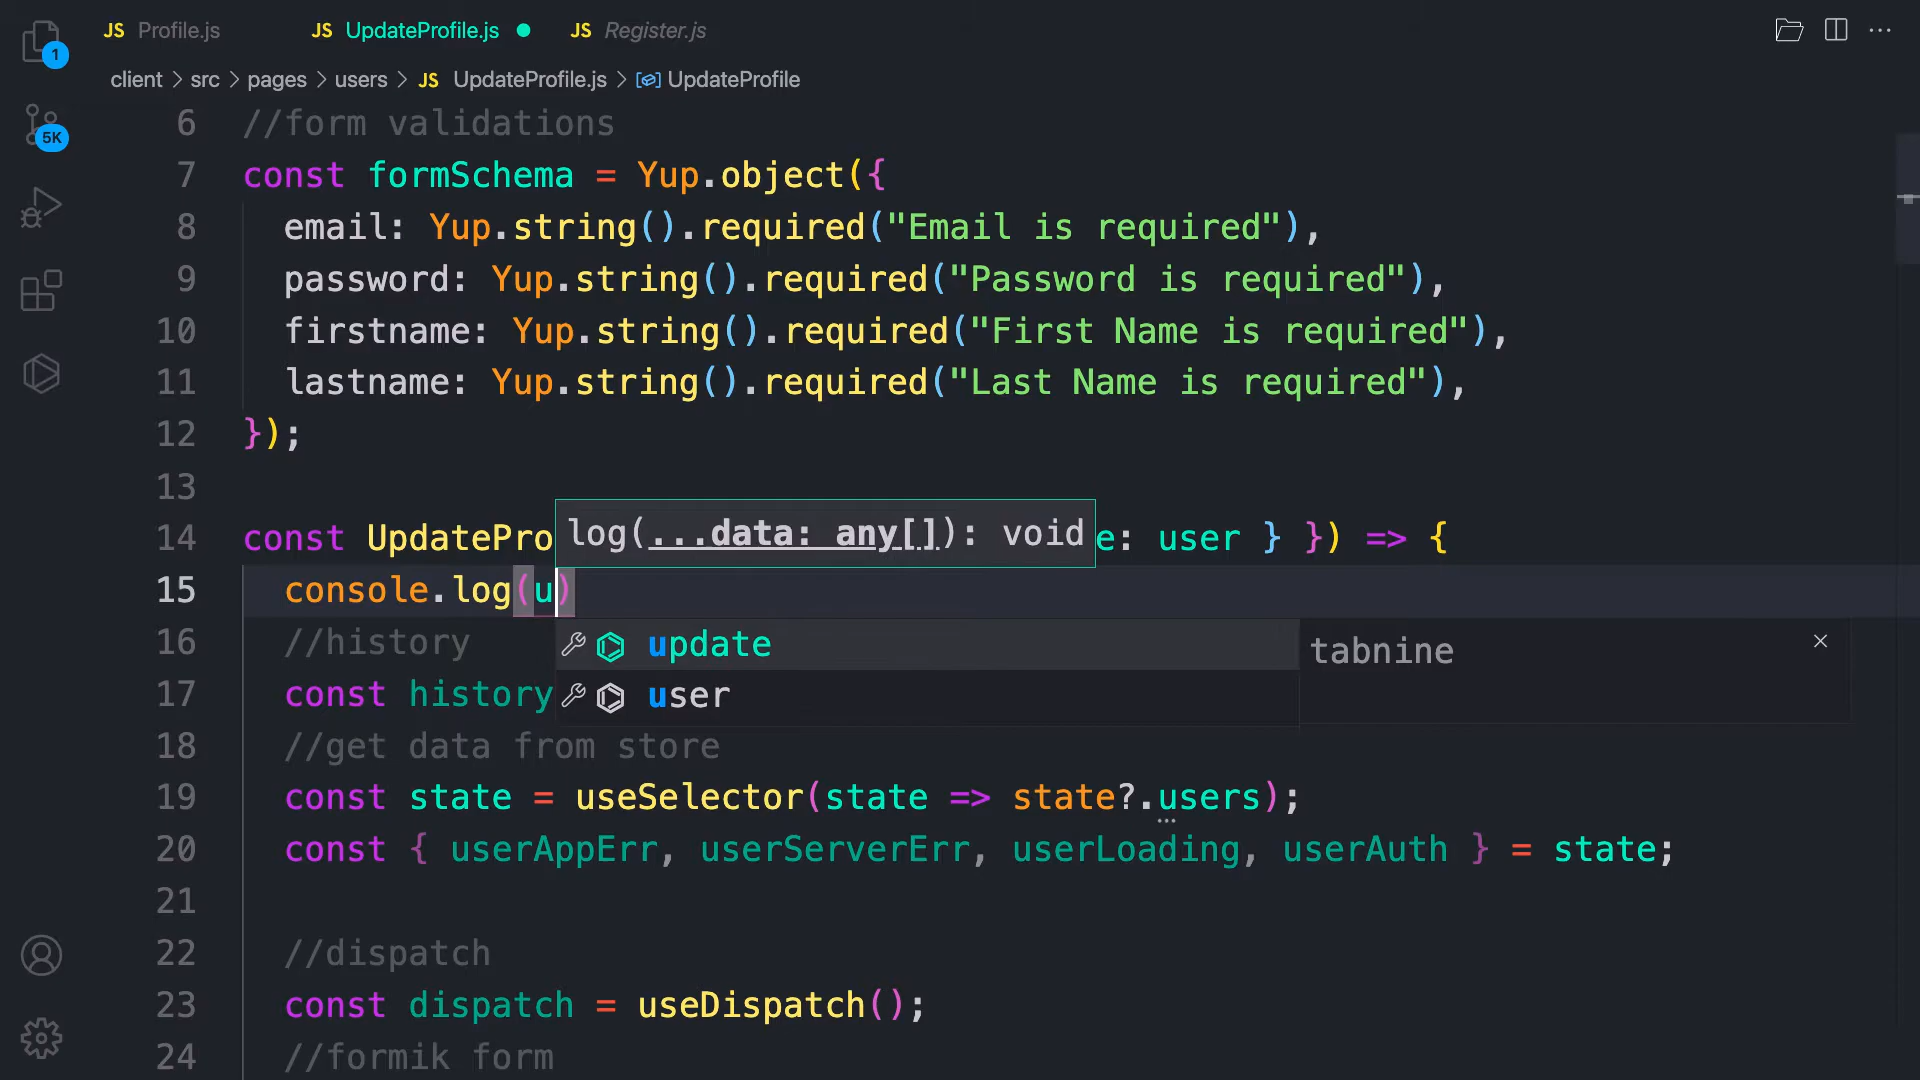 JS Profile.js JS UpdateProfile.js JS Register.js
1
client > src > pages > users > JS UpdateProfile.js > UpdateProfile
5K
6 //form validations
7 const formSchema = Yup.object({
8 email: Yup.string().required("Email is required"),
9 password: Yup.string().required("Password is required"),
10 firstname: Yup.string().required("First Name is required"),
11 lastname: Yup.string().required("Last Name is required"),
12 });
13
log(...data: any[]): void
14 const UpdatePro e: user } }) => {
15 console.log(u)
16 //history
update
tabnine
17 const history
user
18 //get data from store
19 const state = useSelector(state => state?.users);
20 const { userAppErr, userServerErr, userLoading, userAuth } = state;
21
22 //dispatch
23 const dispatch = useDispatch();
24 //formik form